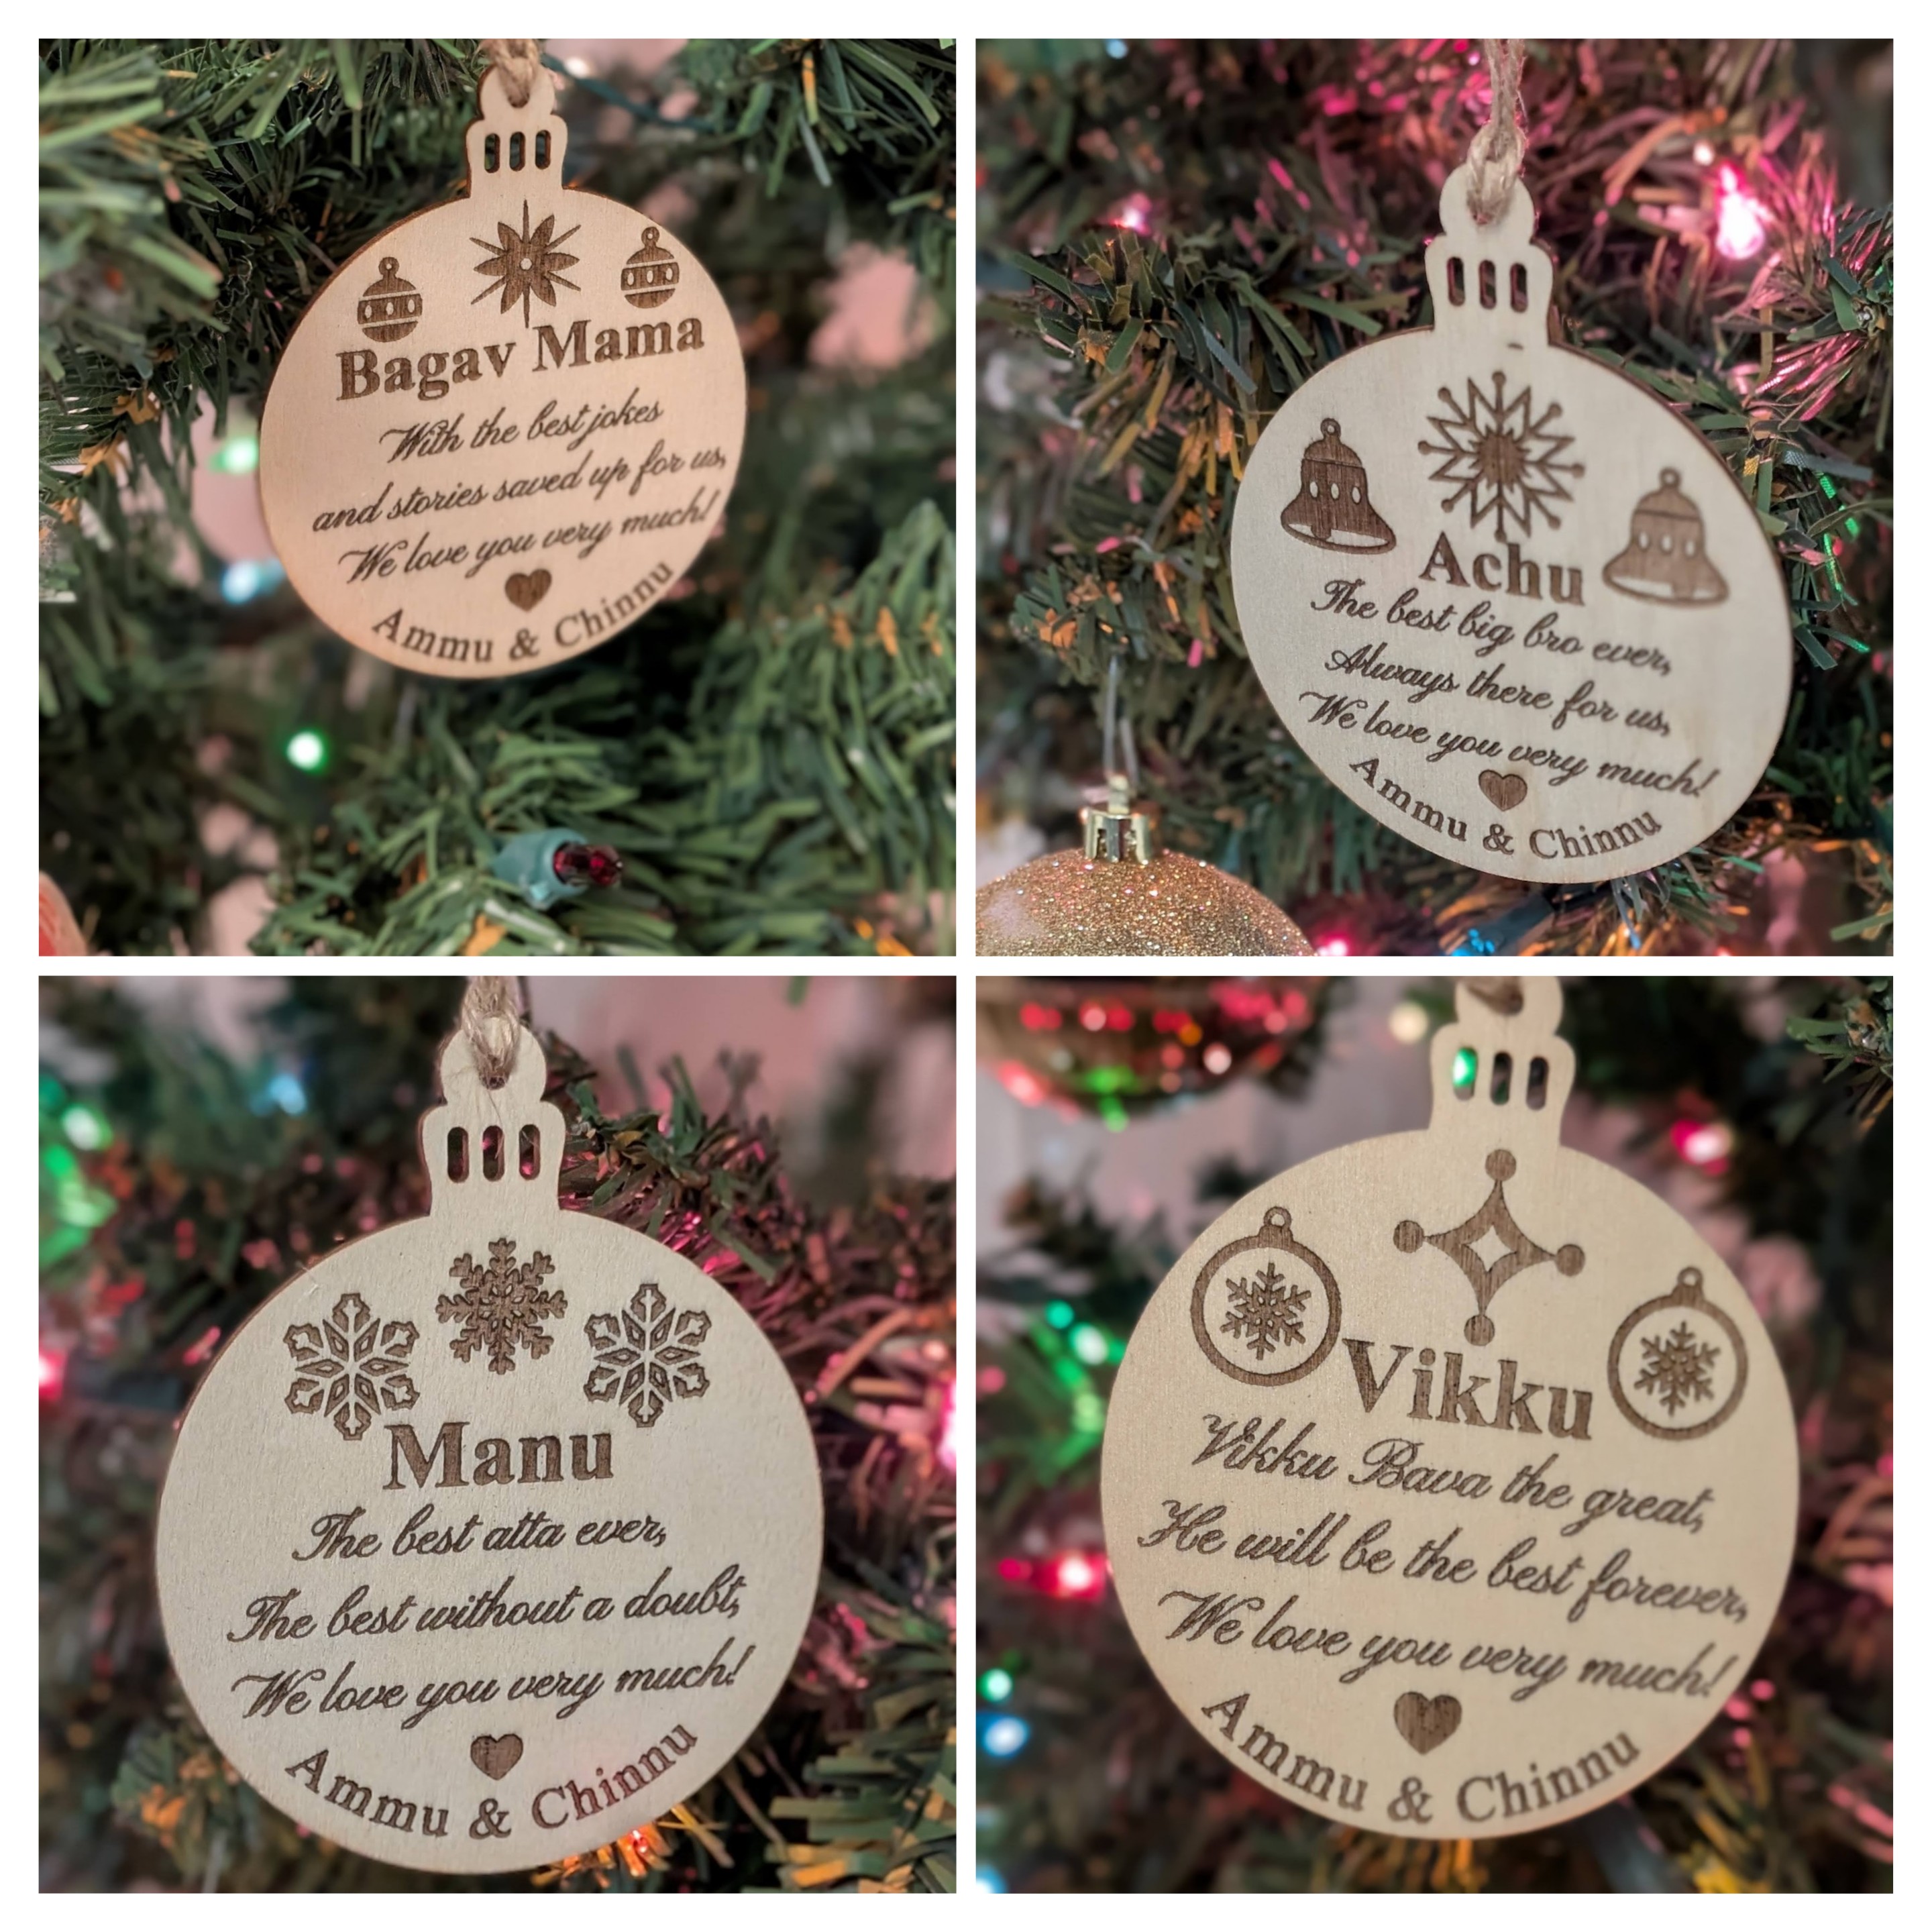 Bagav Mama
With the best jokes
and stories saved up for us,
We love you very much!
Ammu & Chinnu
Achu
The best big bro ever,
Always there for us,
We love you very much!
Ammu & Chinnu
Manu
The best atta ever,
The best without a doubt,
We love you very much!
Ammu & Chinnu
Vikku
Vikku Bava the great,
He will be the best forever,
We love you very much!
Ammu & Chinnu